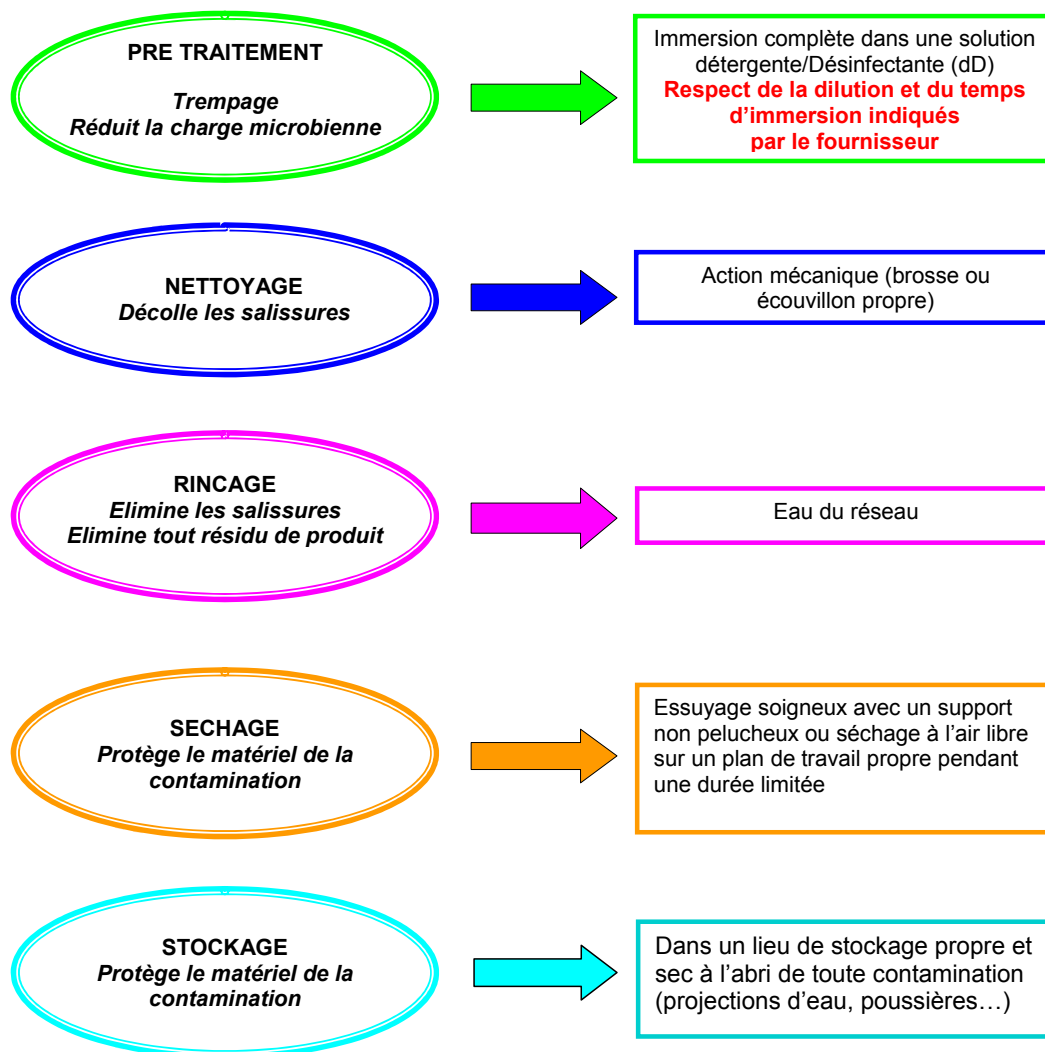 PRE TRAITEMENT
Trempage
Réduit la charge microbienne
Immersion complète dans une solution
détergente/Désinfectante (dD)
Respect de la dilution et du temps
d’immersion indiqués
par le fournisseur
NETTOYAGE
Décolle les salissures
Action mécanique (brosse ou
écouvillon propre)
RINCAGE
Elimine les salissures
Elimine tout résidu de produit
Eau du réseau
SECHAGE
Protège le matériel de la
contamination
Essuyage soigneux avec un support
non pelucheux ou séchage à l’air libre
sur un plan de travail propre pendant
une durée limitée
STOCKAGE
Protège le matériel de la
contamination
Dans un lieu de stockage propre et
sec à l’abri de toute contamination
(projections d’eau, poussières…)